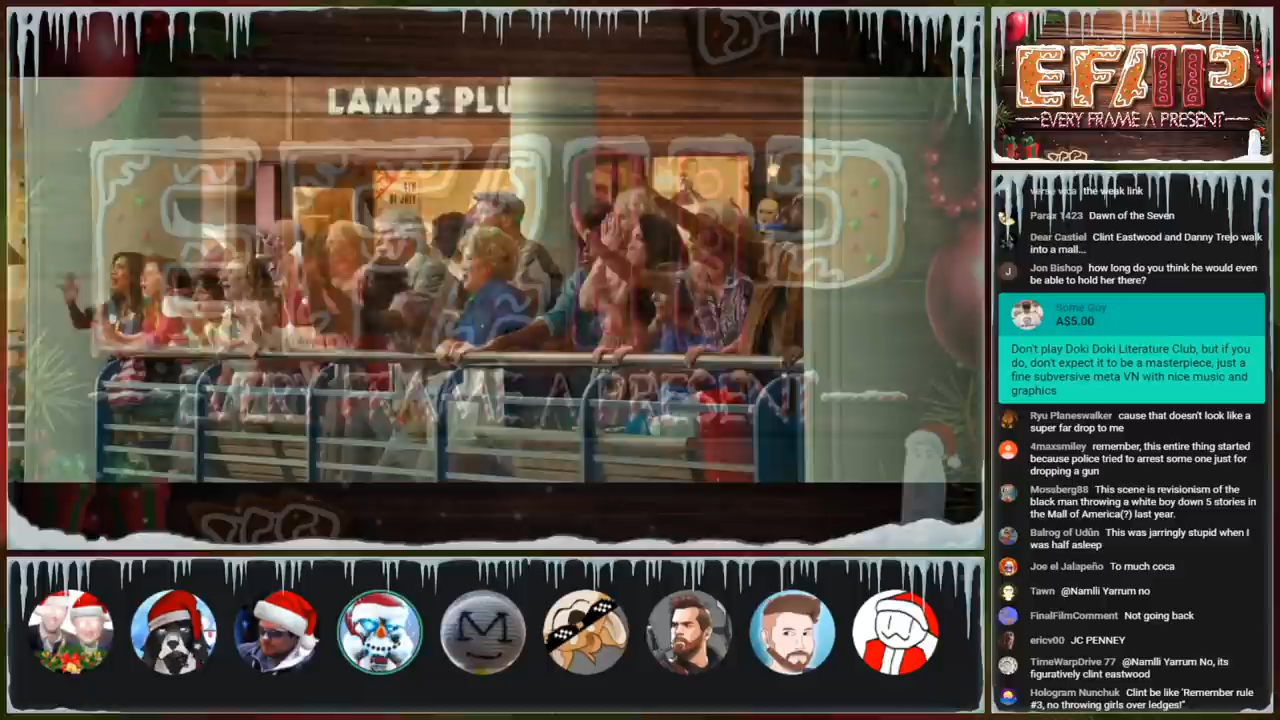 LAMPS PLU
EFAP
EVERY FRAME A PRESENT
EFAP
EVERY FRAME A PRESENT
M
the weak link
Parax 1423 Dawn of the Seven
Dear Castiel Clint Eastwood and Danny Trejo walk
into a mall...
J
Jon Bishop how long do you think he would even
be able to hold her there?
Some Guy
A$5.00
Don't play Doki Doki Literature Club, but if you
do, don't expect it to be a masterpiece, just a
fine subversive meta VN with nice music and
graphics
Ryu Planeswalker cause that doesn't look like a
super far drop to me
4maxsmiley remember, this entire thing started
because police tried to arrest some one just for
dropping a gun
Mossberg88 This scene is revisionism of the
black man throwing a white boy down 5 stories in
the Mall of America(?) last year.
Balrog of Udûn This was jarringly stupid when I
was half asleep
Joe el Jalapeño To much coca
Tawn @Namlli Yarrum no
FinalFilmComment Not going back
ericv00 JC PENNEY
TimeWarpDrive 77 @Namlli Yarrum No, its
figuratively clint eastwood
Hologram Nunchuk Clint be like "Remember rule
#3, no throwing girls over ledges!"